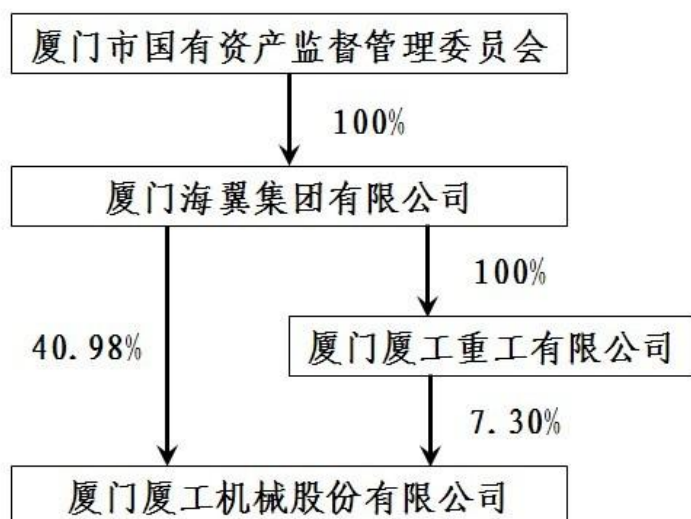 厦门市国有资产监督管理委员会
100%
厦门海翼集团有限公司
100%
40.98%
厦门厦工重工有限公司
7.30%
厦门厦工机械股份有限公司